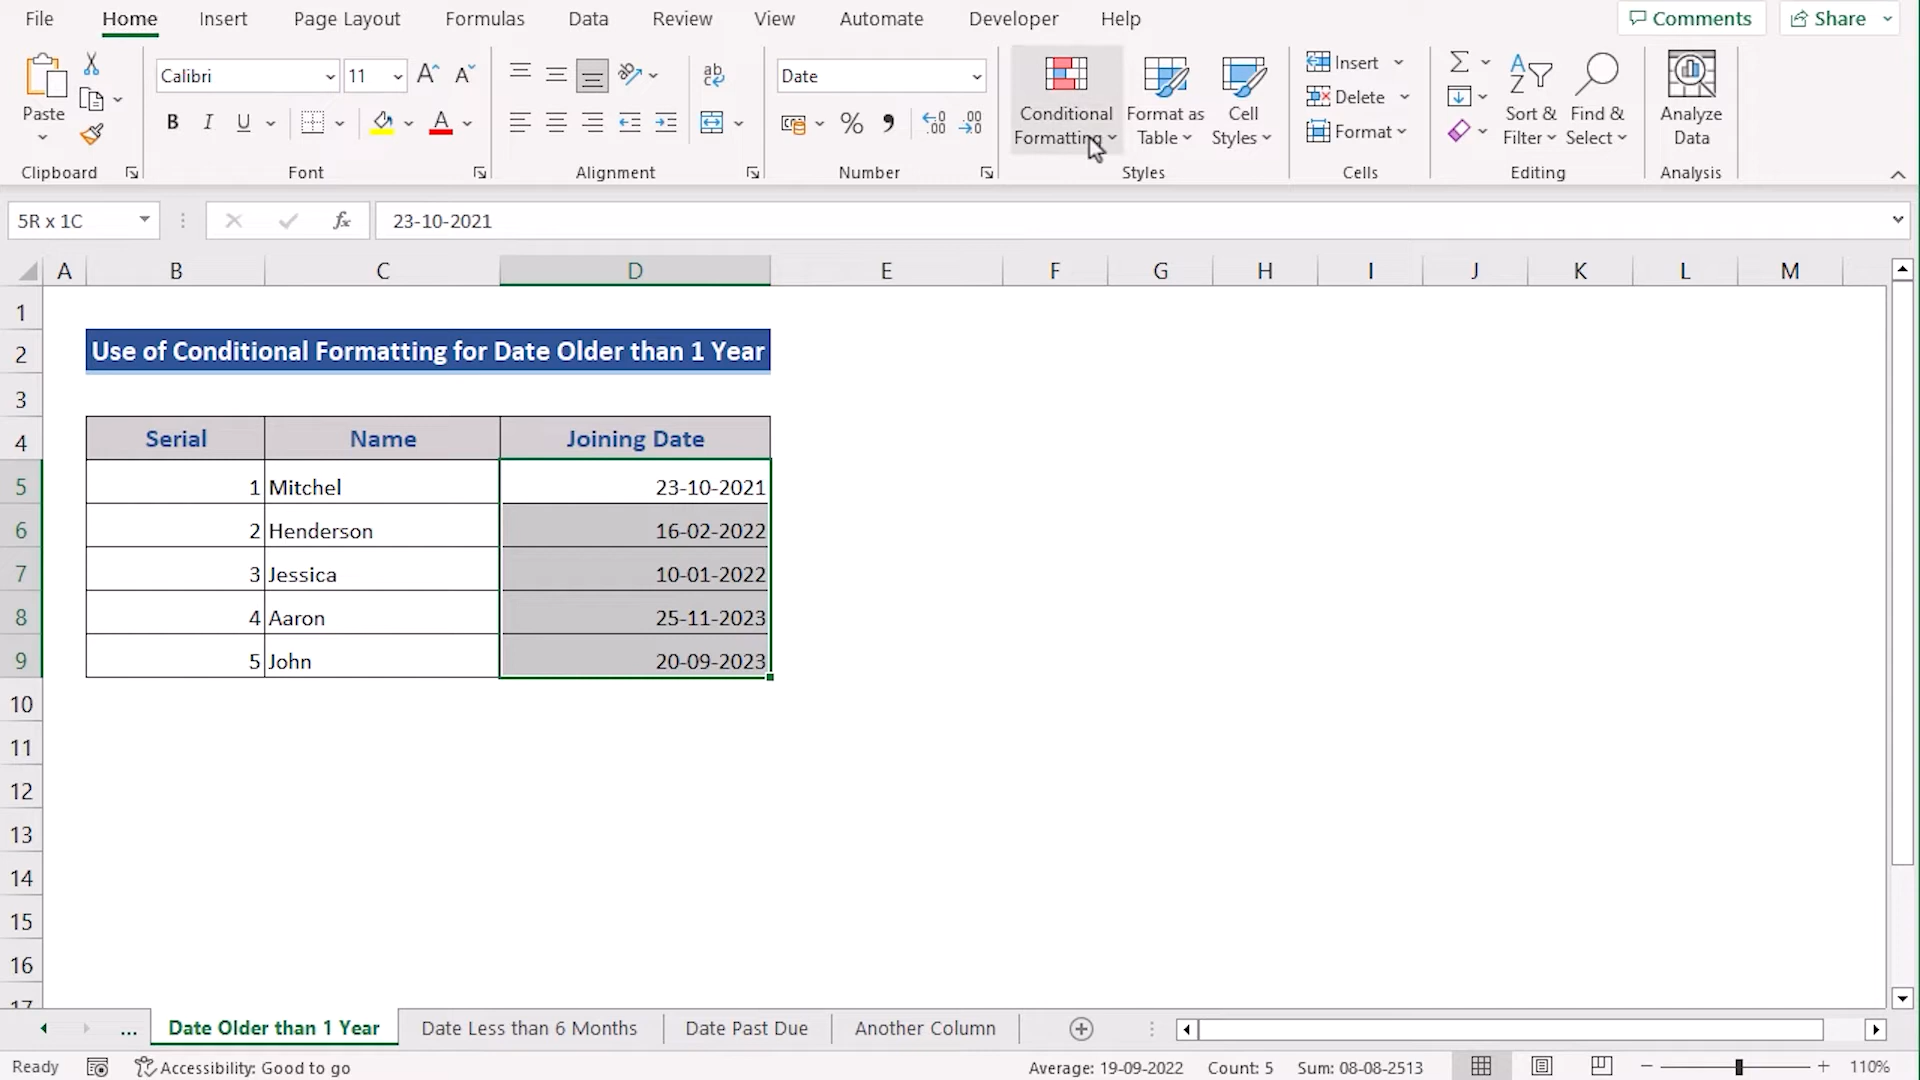 File Home Insert Page Layout Formulas Data Review View Automate Developer Help Comments Share
Paste
Calibri 11
B I U A
ab
Date
% 9 .00 .00
Conditional Formatting
Format as Table
Cell Styles
Insert
Delete
Format
Sort & Filter
Find & Select
Analyze Data
Clipboard Font Alignment Number Styles Cells Editing Analysis
5R x 1C fx 23-10-2021
A B C D E F G H I J K L M
1
2 Use of Conditional Formatting for Date Older than 1 Year
3
4 Serial Name Joining Date
5 1 Mitchel 23-10-2021
6 2 Henderson 16-02-2022
7 3 Jessica 10-01-2022
8 4 Aaron 25-11-2023
9 5 John 20-09-2023
10
11
12
13
14
15
16
17
... Date Older than 1 Year Date Less than 6 Months Date Past Due Another Column
Ready Accessibility: Good to go Average: 19-09-2022 Count: 5 Sum: 08-08-2513 110%